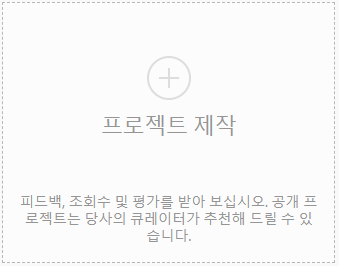 프로젝트 제작
피드백, 조회수 및 평가를 받아 보십시오. 공개 프
로젝트는 당사의 큐레이터가 추천해 드릴 수 있
습니다.